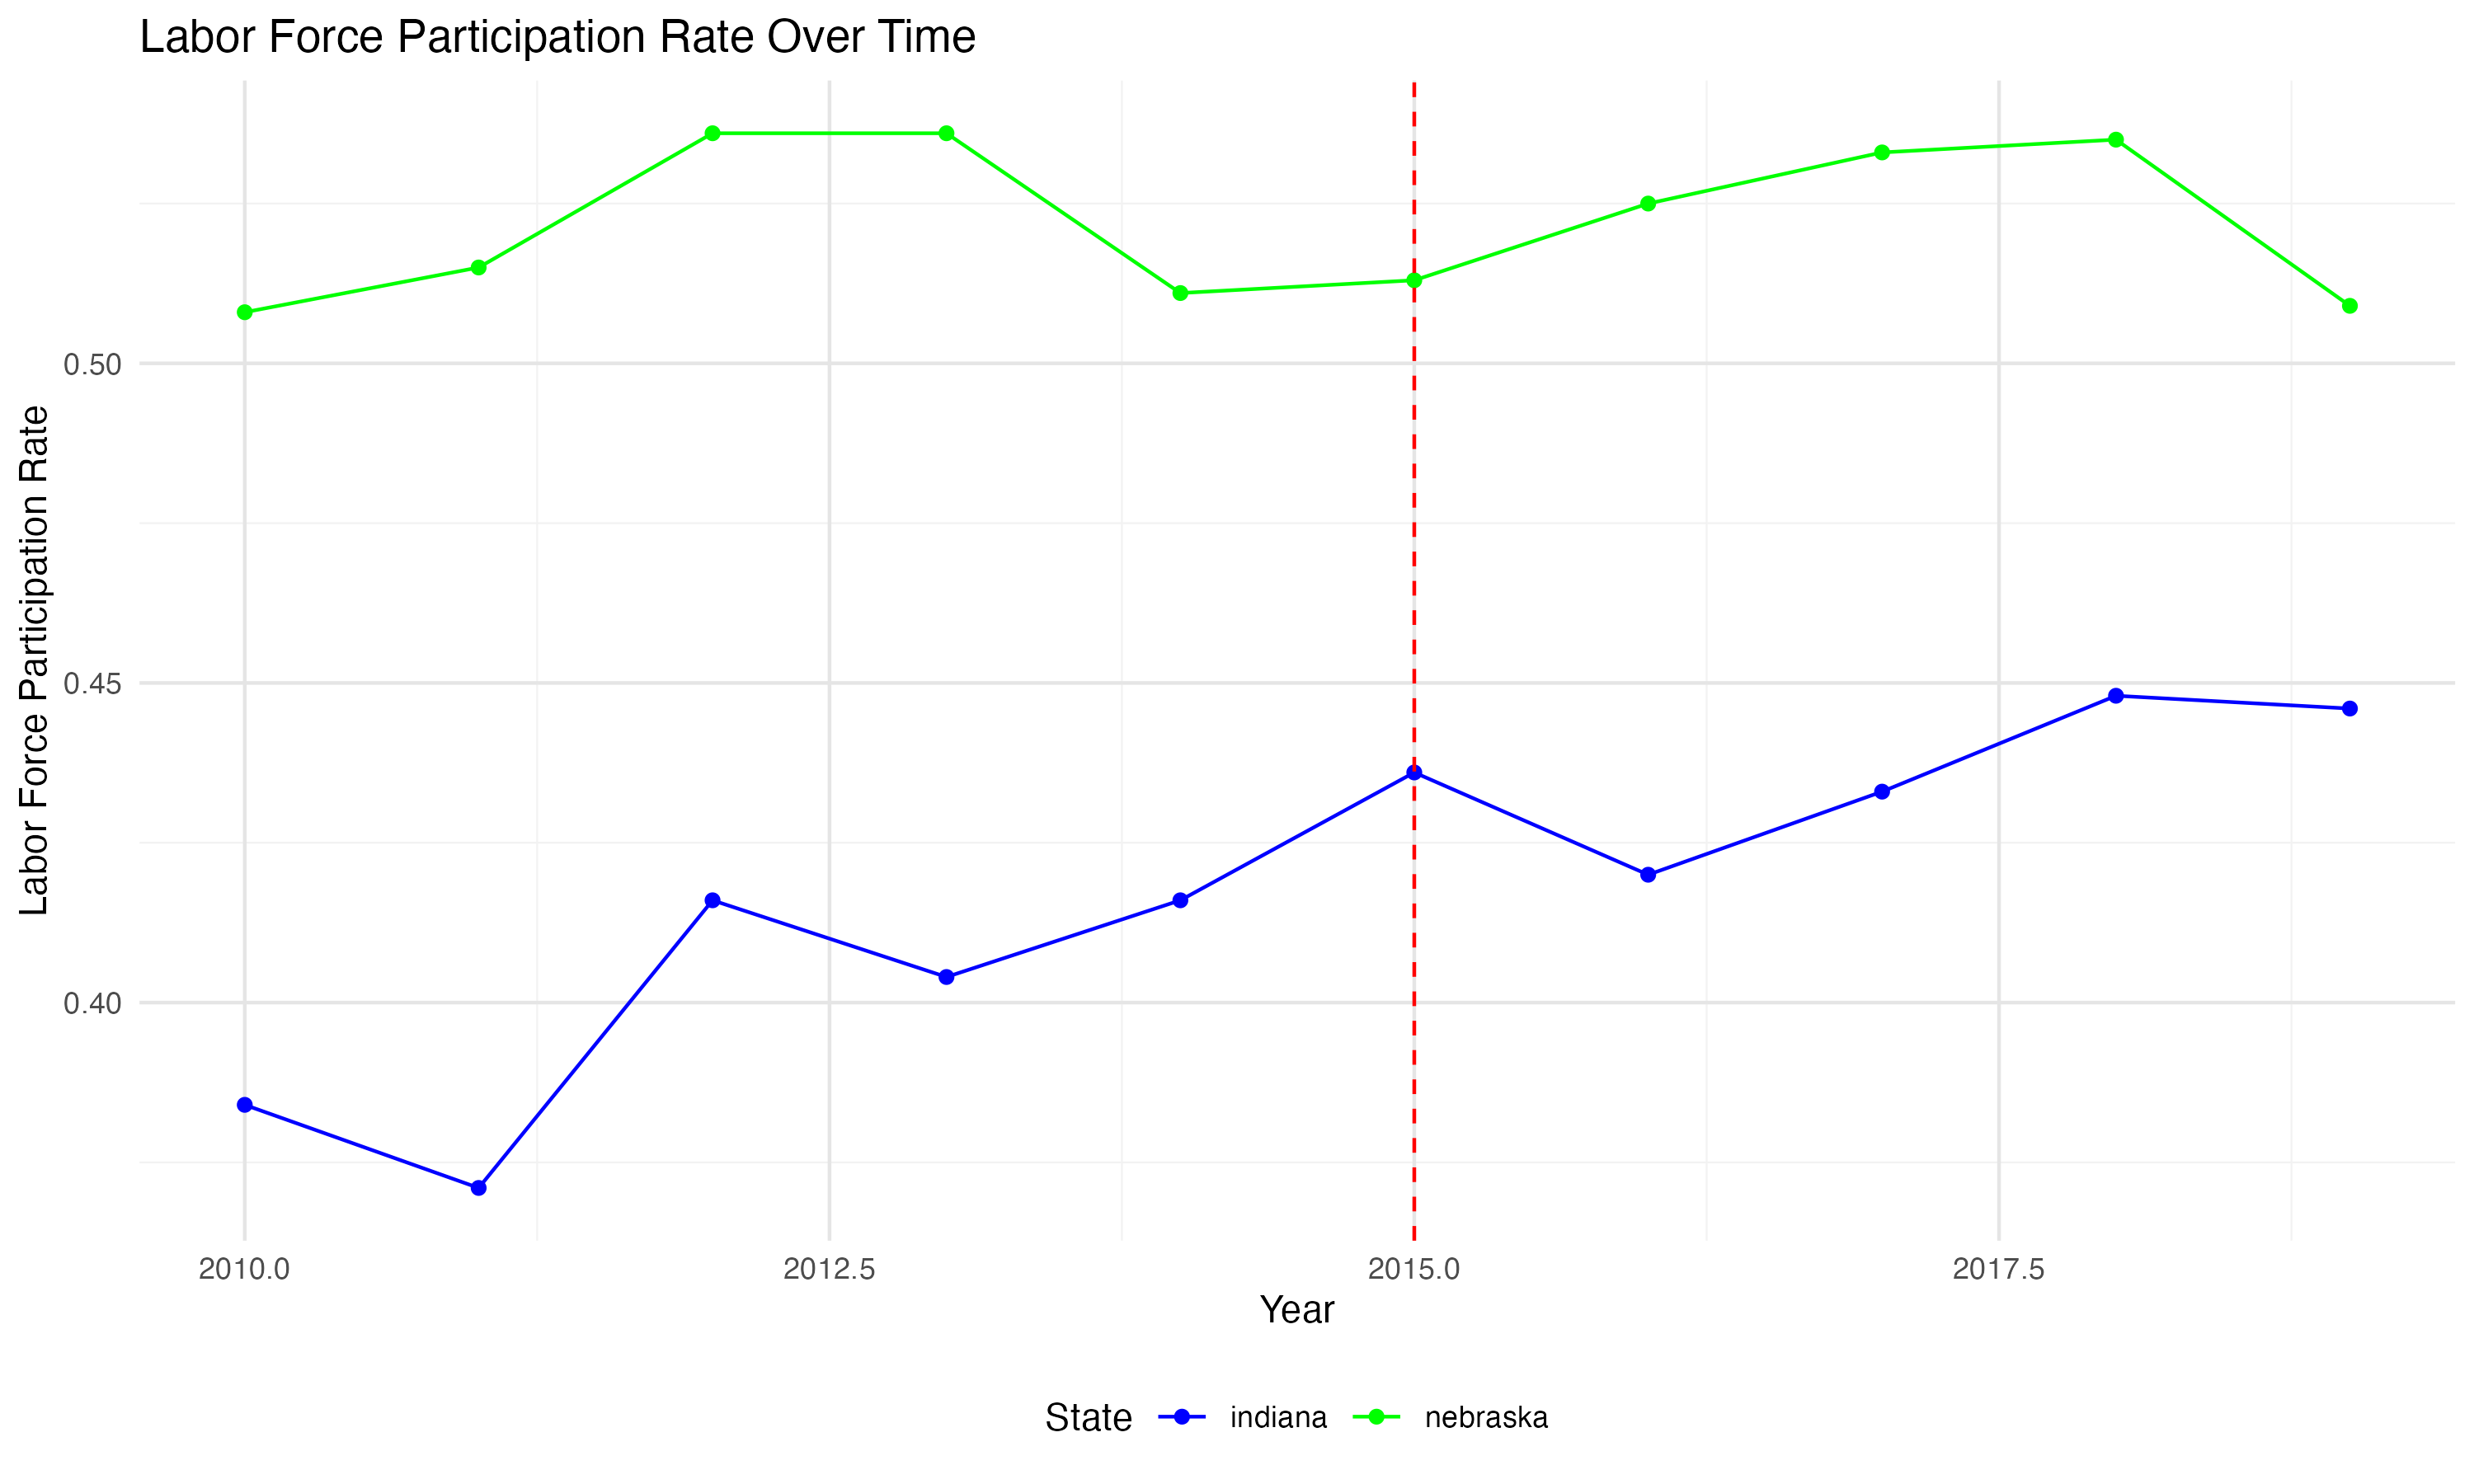 Labor Force Participation Rate Over Time
Labor Force Participation Rate
0.50
0.45
0.40
2010.0 2012.5 2015.0 2017.5
Year
State indiana nebraska